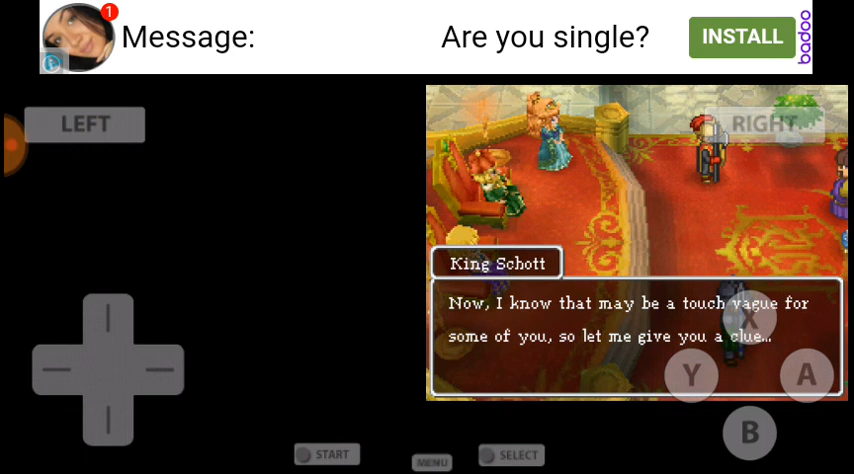 1
Message:
Are you single?
INSTALL
badoo
LEFT
RIGHT
King Schott
Now, I know that may be a touch vague for
some of you, so let me give you a clue...
X
Y
A
B
START
MENU
SELECT